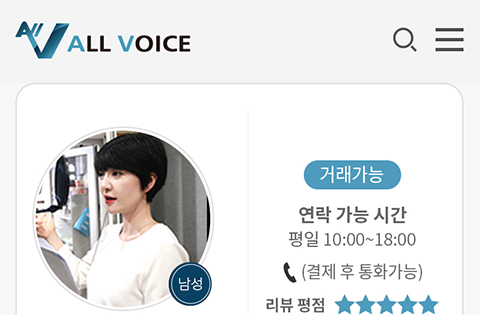 All
ALL VOICE
거래가능
연락 가능 시간
평일 10:00~18:00
(결제 후 통화가능)
남성
리뷰 평점